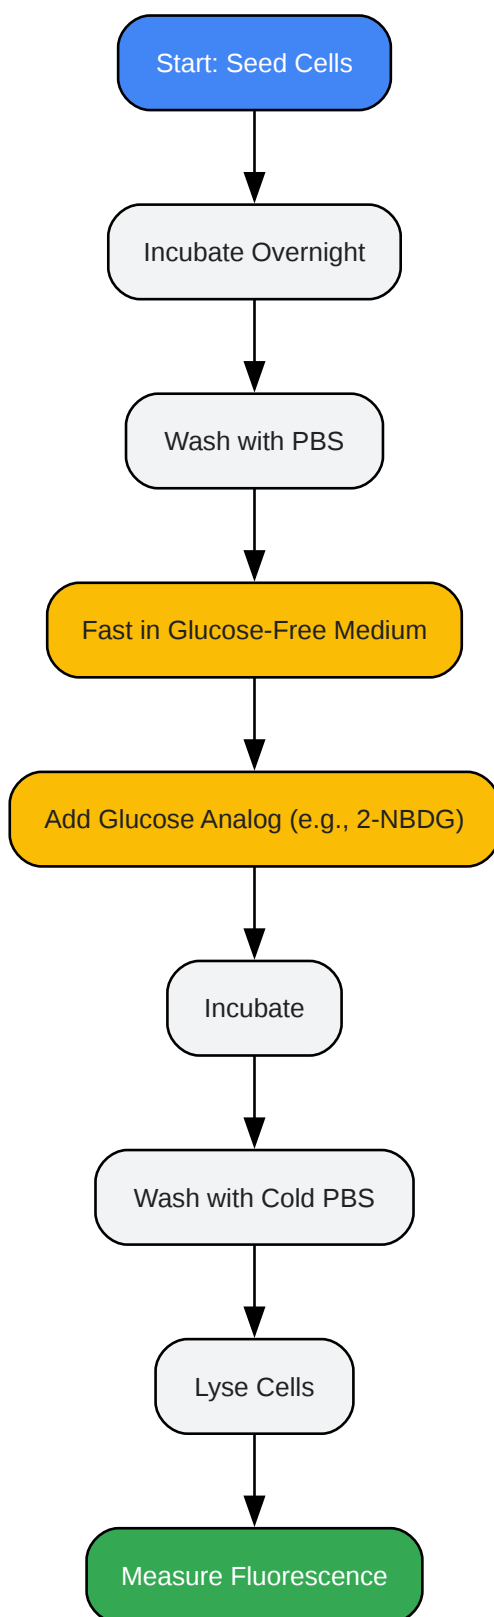 Start: Seed Cells
Incubate Overnight
Wash with PBS
Fast in Glucose-Free Medium
Add Glucose Analog (e.g., 2-NBDG)
Incubate
Wash with Cold PBS
Lyse Cells
Measure Fluorescence